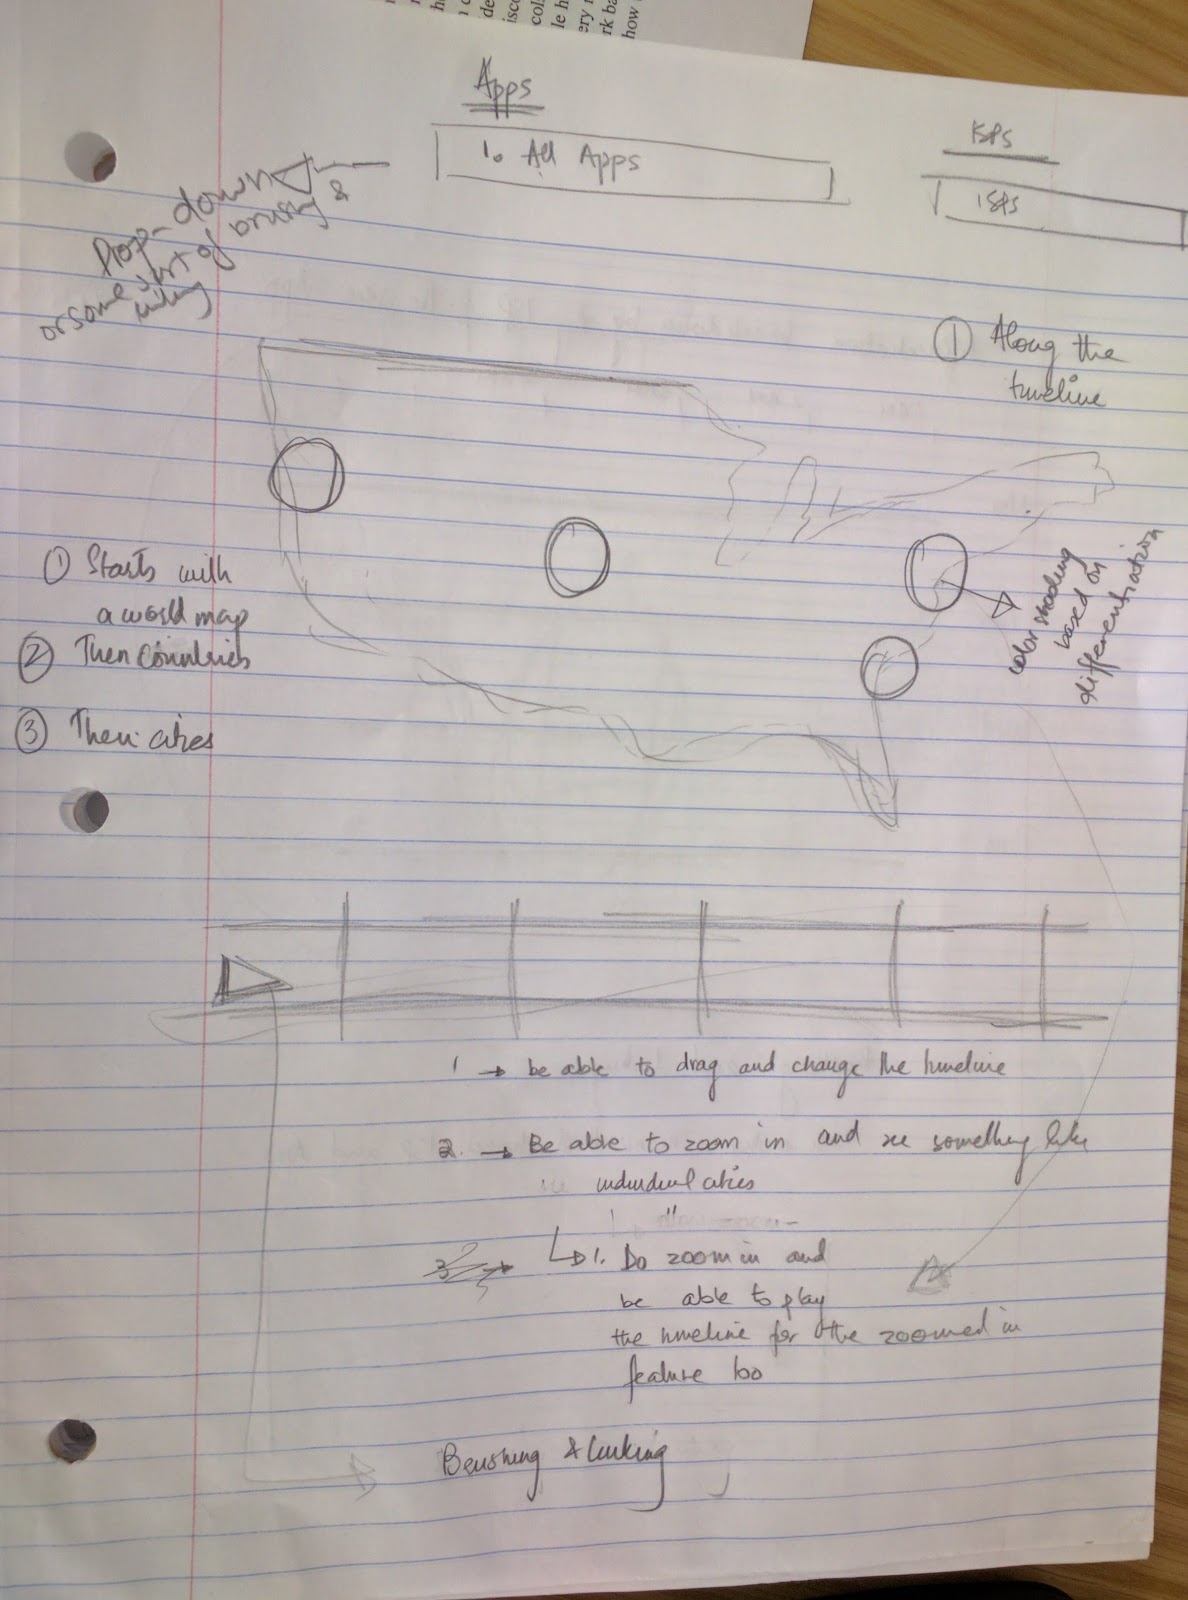 Apps
1. All Apps
ISPs
ISPs
Drop-down
or some sort of brushing &
linking
① Along the
timeline
① Starts with
a world map
② Then countries
③ Then cities
color shading
based on
differentiation
1 → be able to drag and change the timeline
2. → Be able to zoom in and see something like
individual cities
1. Do zoom in and
be able to play
the timeline for the zoomed in
feature too
Brushing & linking